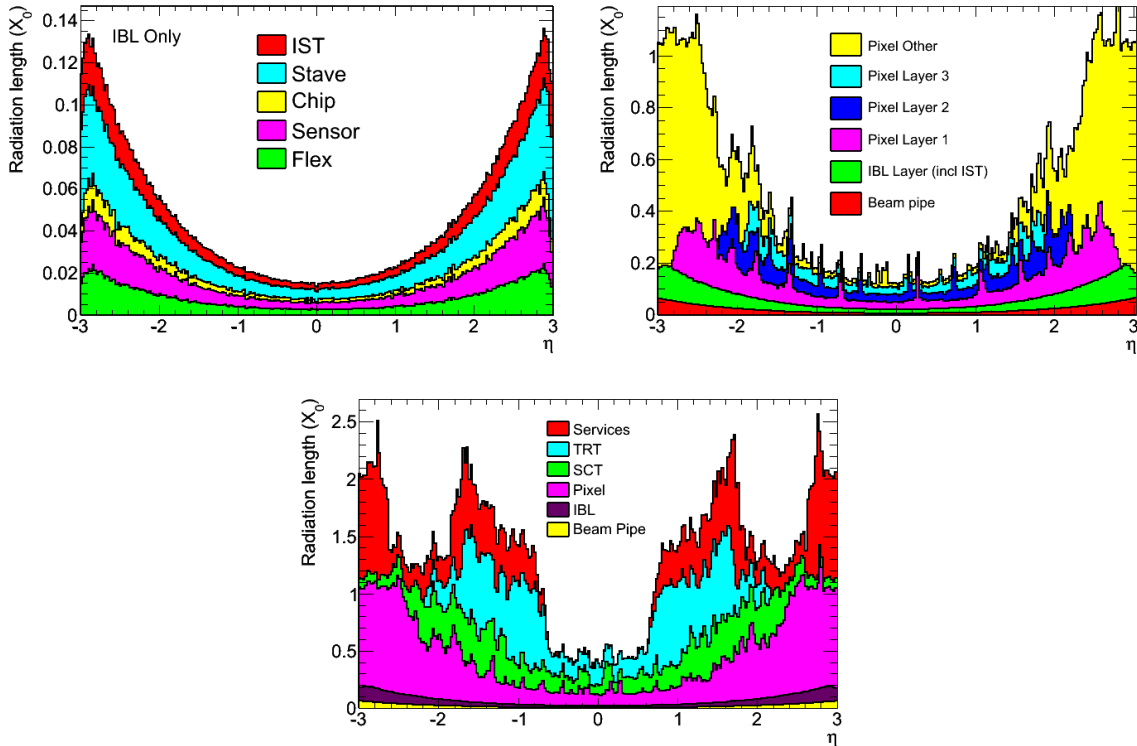 Radiation length (X₀)
0.14
0.12
0.1
0.08
0.06
0.04
0.02
0
IBL Only
IST
Stave
Chip
Sensor
Flex
-3
-2
-1
0
1
2
3
η
Radiation length (X₀)
1
0.8
0.6
0.4
0.2
0
Pixel Other
Pixel Layer 3
Pixel Layer 2
Pixel Layer 1
IBL Layer (incl IST)
Beam pipe
-3
-2
-1
0
1
2
3
η
Radiation length (X₀)
2.5
2
1.5
1
0.5
0
Services
TRT
SCT
Pixel
IBL
Beam Pipe
-3
-2
-1
0
1
2
3
η